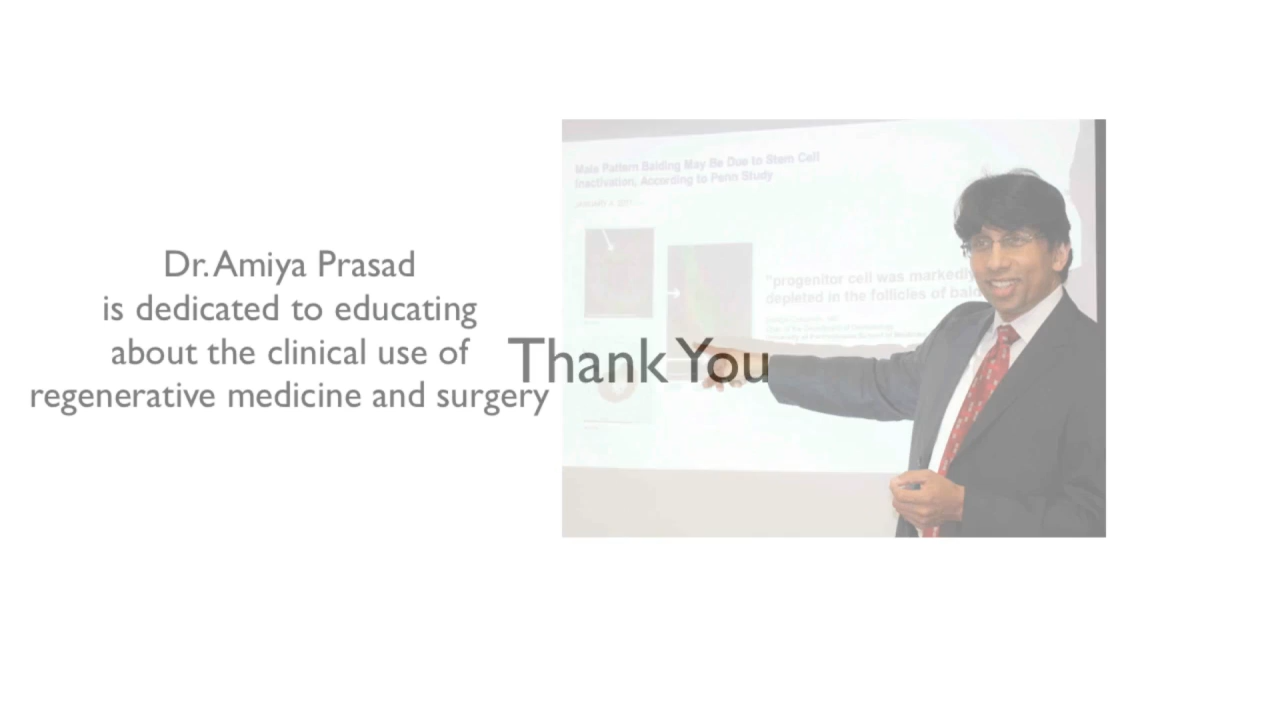 Dr. Amiya Prasad
is dedicated to educating
about the clinical use of
regenerative medicine and surgery
Thank You
Male Pattern Balding May Be Due to Stem Cell
Inactivation, According to Penn Study
"progenitor cell was markedly
depleted in the follicles of bald